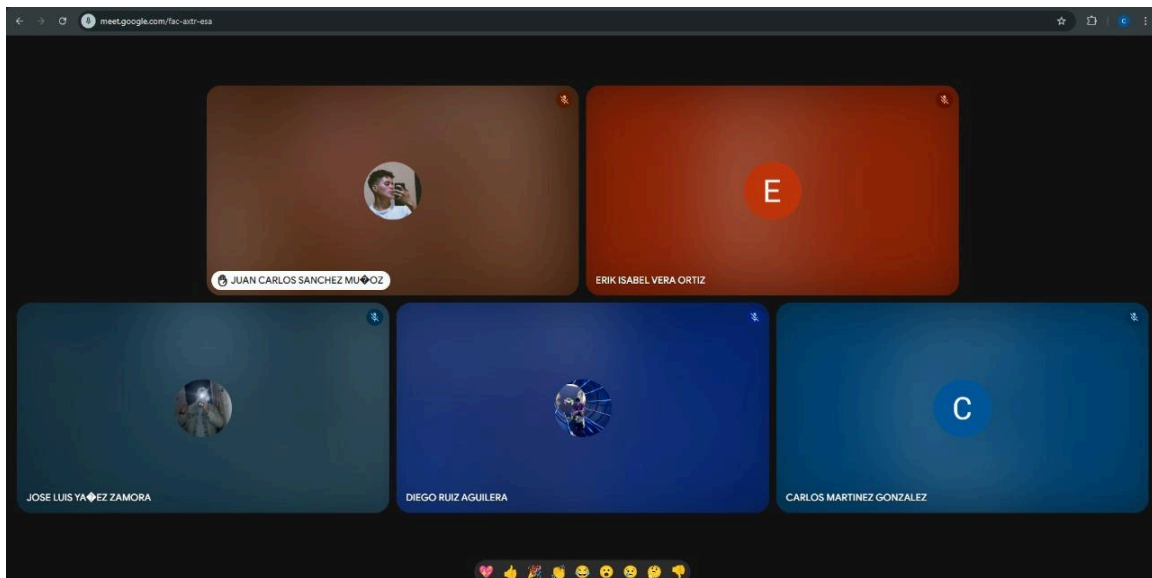 meet.google.com/fac-axtr-esa
C
JUAN CARLOS SANCHEZ MU�OZ
E
ERIK ISABEL VERA ORTIZ
JOSE LUIS YA�EZ ZAMORA
DIEGO RUIZ AGUILERA
C
CARLOS MARTINEZ GONZALEZ